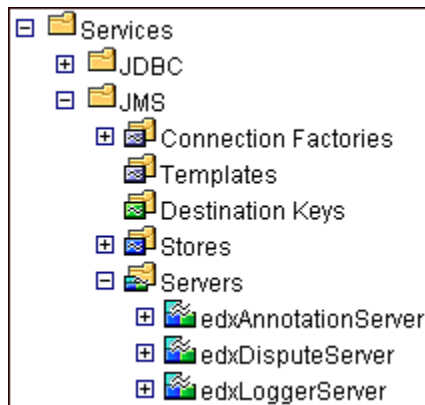 Services
JDBC
JMS
Connection Factories
Templates
Destination Keys
Stores
Servers
edxAnnotationServer
edxDisputeServer
edxLoggerServer